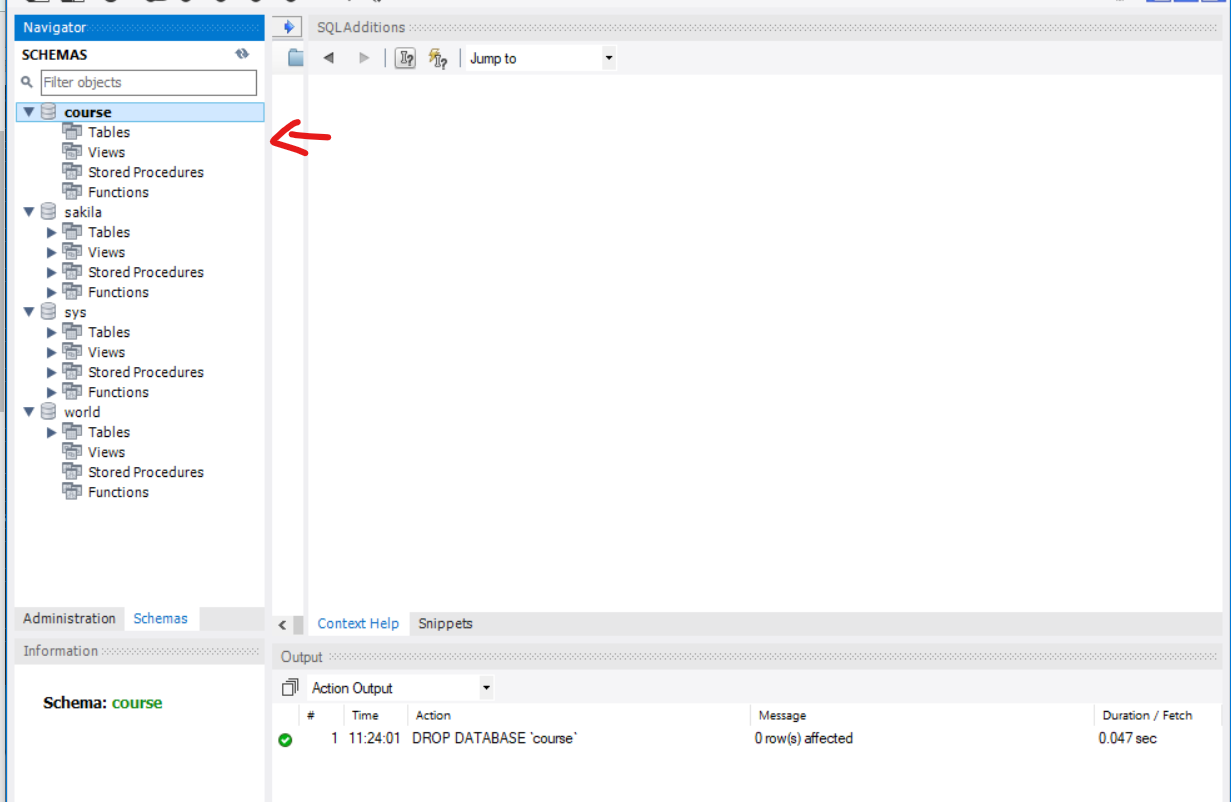 Navigator
SCHEMAS
Filter objects
course
Tables
Views
Stored Procedures
Functions
sakila
Tables
Views
Stored Procedures
Functions
sys
Tables
Views
Stored Procedures
Functions
world
Tables
Views
Stored Procedures
Functions
Administration Schemas
Information
Schema: course
SQLAdditions
Jump to
Context Help Snippets
Output
Action Output
# Time Action Message Duration / Fetch
1 11:24:01 DROP DATABASE `course` 0 row(s) affected 0.047 sec